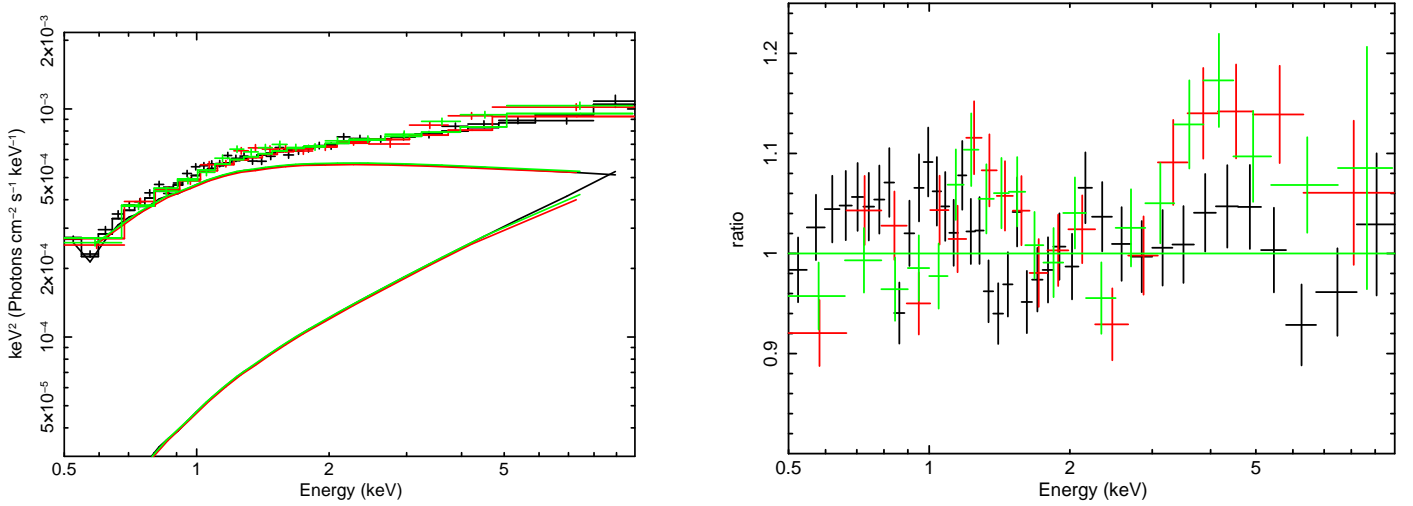 2×10⁻³
10⁻³
5×10⁻⁴
2×10⁻⁴
10⁻⁴
5×10⁻⁵
keV² (Photons cm⁻² s⁻¹ keV⁻¹)
0.5 1 2 5
Energy (keV)
1.2
1.1
1
0.9
ratio
0.5 1 2 5
Energy (keV)